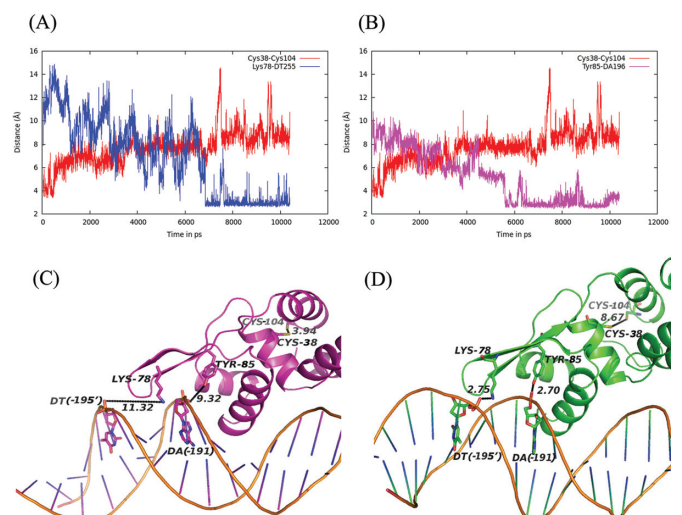 (A)
(B)
Cys38-Cys104
Lys78-DT255
16
14
12
10
8
6
4
2
Distance (Å)
0
2000
4000
6000
8000
10000
12000
Time in ps
Cys38-Cys104
Tyr85-DA196
16
14
12
10
8
6
4
2
Distance (Å)
0
2000
4000
6000
8000
10000
12000
Time in ps
(C)
CYS-104
3.94
CYS-38
TYR-85
LYS-78
9.32
DT(-195')
11.32
DA(-191)
(D)
CYS-104
8.67
CYS-38
LYS-78
TYR-85
2.75
2.70
DT(-195')
DA(-191)